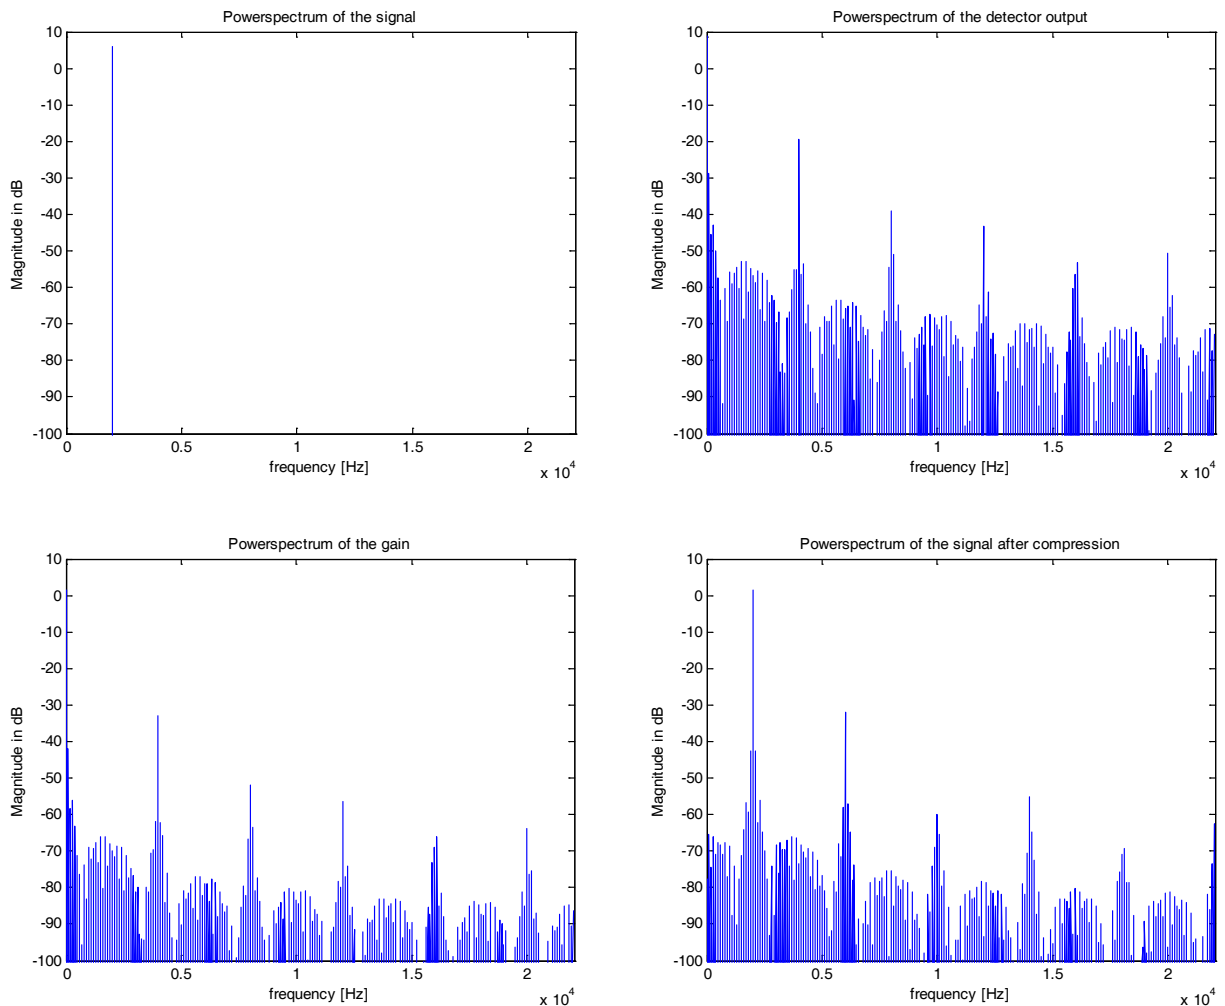 Powerspectrum of the signal
10
0
-10
-20
-30
-40
-50
-60
-70
-80
-90
-100
Magnitude in dB
0 0.5 1 1.5 2
frequency [Hz]
x 10^4
Powerspectrum of the detector output
10
0
-10
-20
-30
-40
-50
-60
-70
-80
-90
-100
Magnitude in dB
0 0.5 1 1.5 2
frequency [Hz]
x 10^4
Powerspectrum of the gain
10
0
-10
-20
-30
-40
-50
-60
-70
-80
-90
-100
Magnitude in dB
0 0.5 1 1.5 2
frequency [Hz]
x 10^4
Powerspectrum of the signal after compression
10
0
-10
-20
-30
-40
-50
-60
-70
-80
-90
-100
Magnitude in dB
0 0.5 1 1.5 2
frequency [Hz]
x 10^4